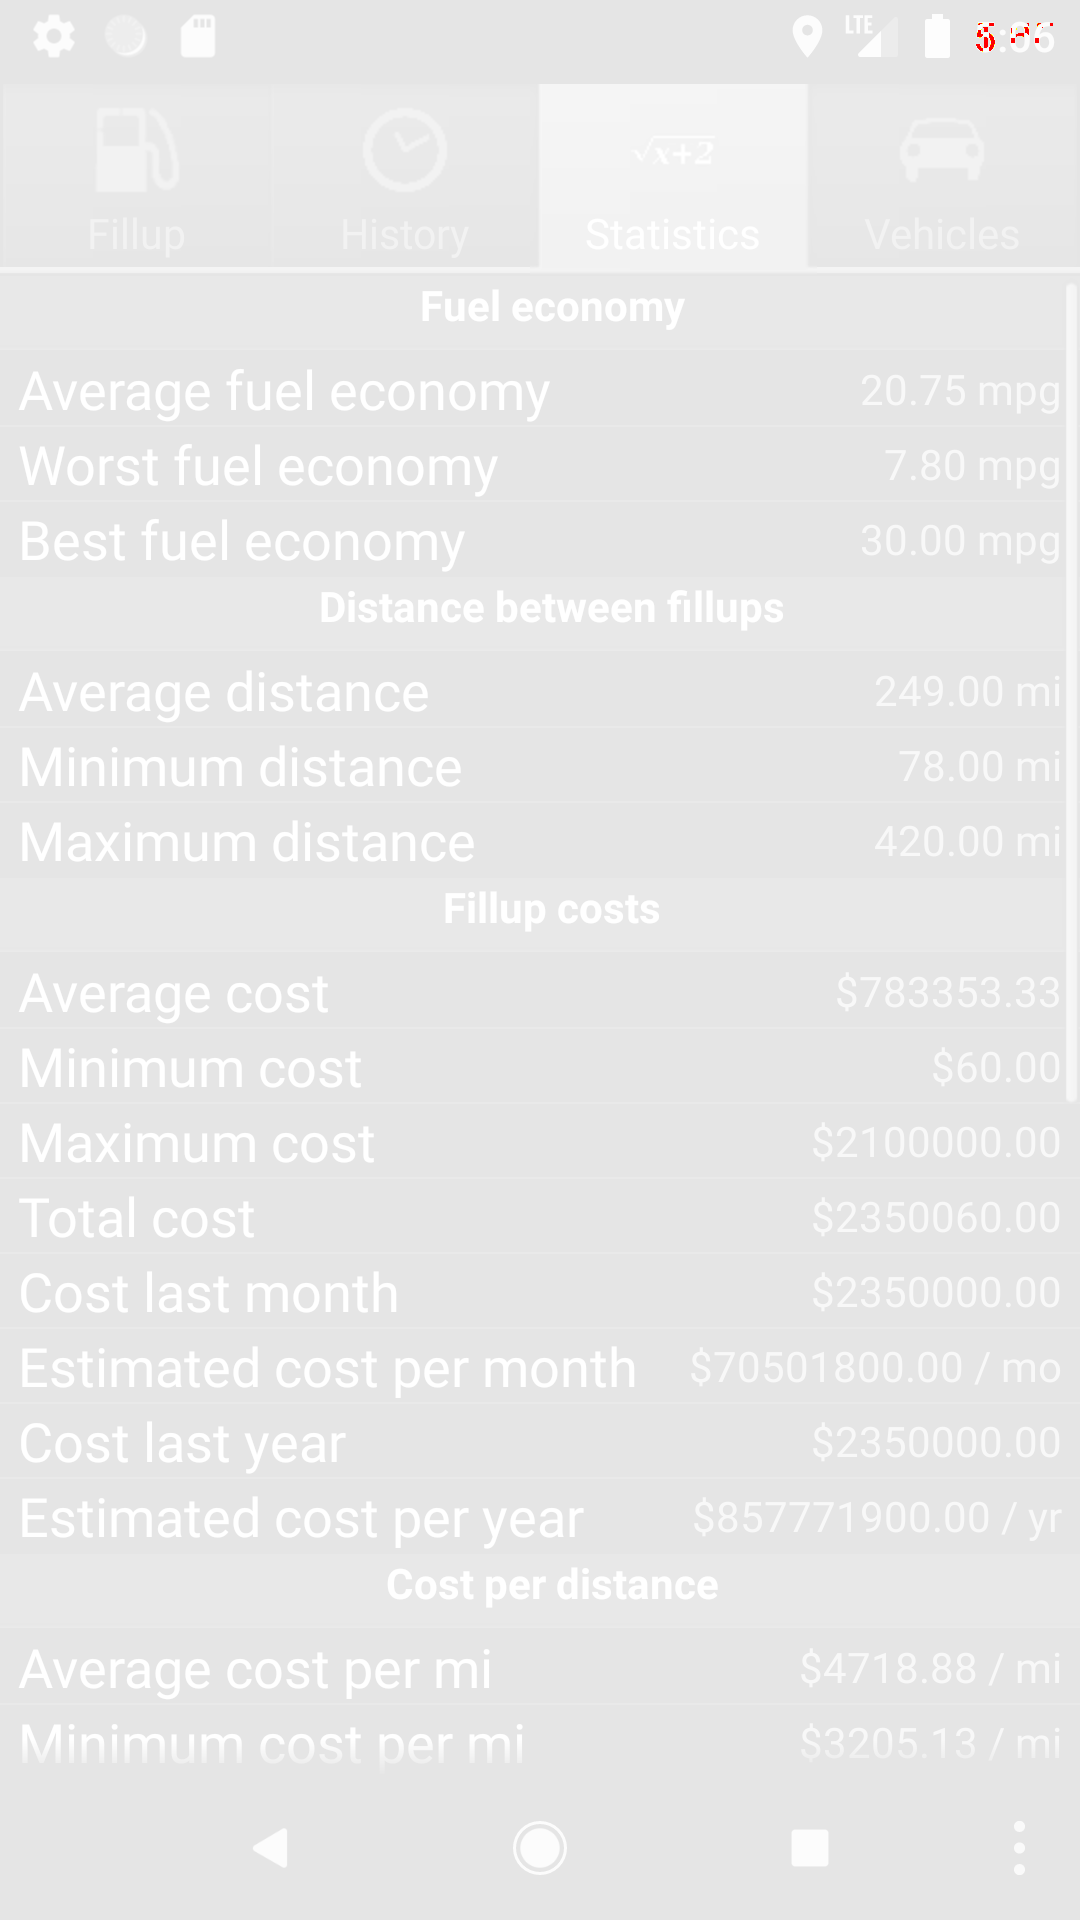 LTE
Fillup
History
√x+2
Statistics
Vehicles
Fuel economy
Average fuel economy 20.75 mpg
Worst fuel economy 7.80 mpg
Best fuel economy 30.00 mpg
Distance between fillups
Average distance 249.00 mi
Minimum distance 78.00 mi
Maximum distance 420.00 mi
Fillup costs
Average cost $783353.33
Minimum cost $60.00
Maximum cost $2100000.00
Total cost $2350060.00
Cost last month $2350000.00
Estimated cost per month $70501800.00 / mo
Cost last year $2350000.00
Estimated cost per year $857771900.00 / yr
Cost per distance
Average cost per mi $4718.88 / mi
Minimum cost per mi $3205.13 / mi